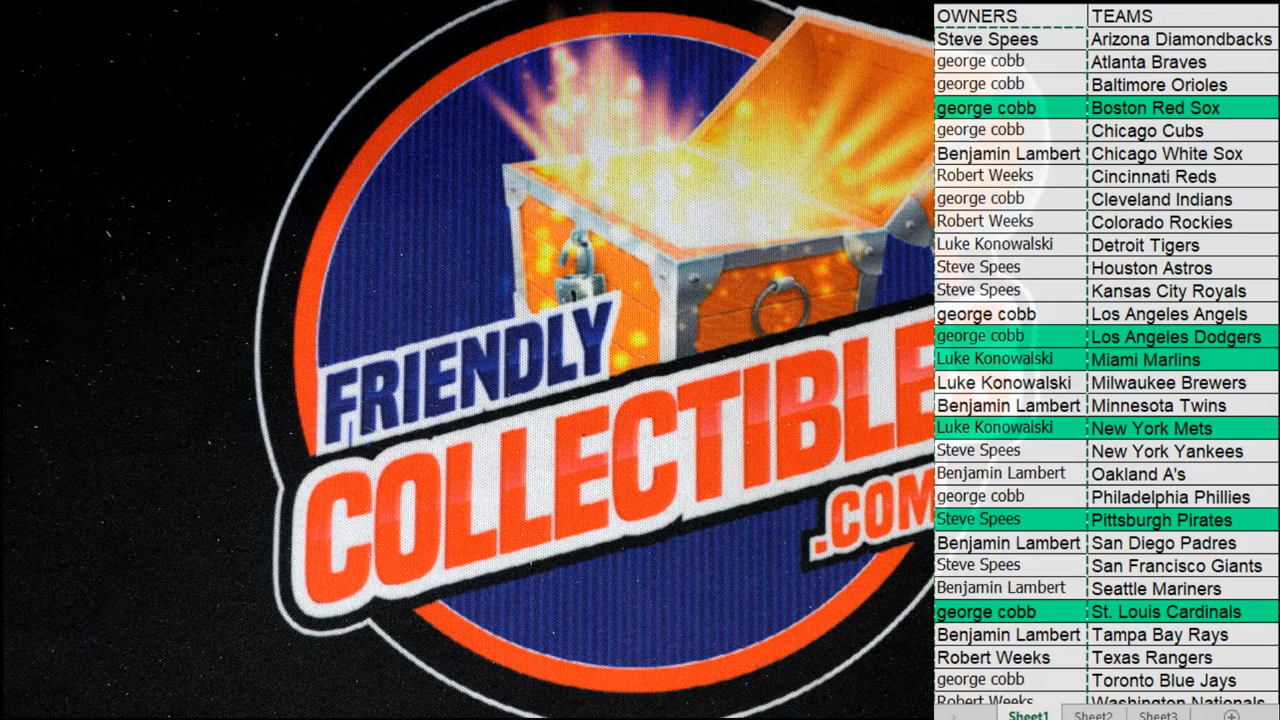 FRIENDLY
COLLECTIBLE
.COM
OWNERS TEAMS
Steve Spees Arizona Diamondbacks
george cobb Atlanta Braves
george cobb Baltimore Orioles
george cobb Boston Red Sox
george cobb Chicago Cubs
Benjamin Lambert Chicago White Sox
Robert Weeks Cincinnati Reds
george cobb Cleveland Indians
Robert Weeks Colorado Rockies
Luke Konowalski Detroit Tigers
Steve Spees Houston Astros
Steve Spees Kansas City Royals
george cobb Los Angeles Angels
george cobb Los Angeles Dodgers
Luke Konowalski Miami Marlins
Luke Konowalski Milwaukee Brewers
Benjamin Lambert Minnesota Twins
Luke Konowalski New York Mets
Steve Spees New York Yankees
Benjamin Lambert Oakland A's
george cobb Philadelphia Phillies
Steve Spees Pittsburgh Pirates
Benjamin Lambert San Diego Padres
Steve Spees San Francisco Giants
Benjamin Lambert Seattle Mariners
george cobb St. Louis Cardinals
Benjamin Lambert Tampa Bay Rays
Robert Weeks Texas Rangers
george cobb Toronto Blue Jays
Robert Weeks Washington Nationals
Sheet1 Sheet2 Sheet3